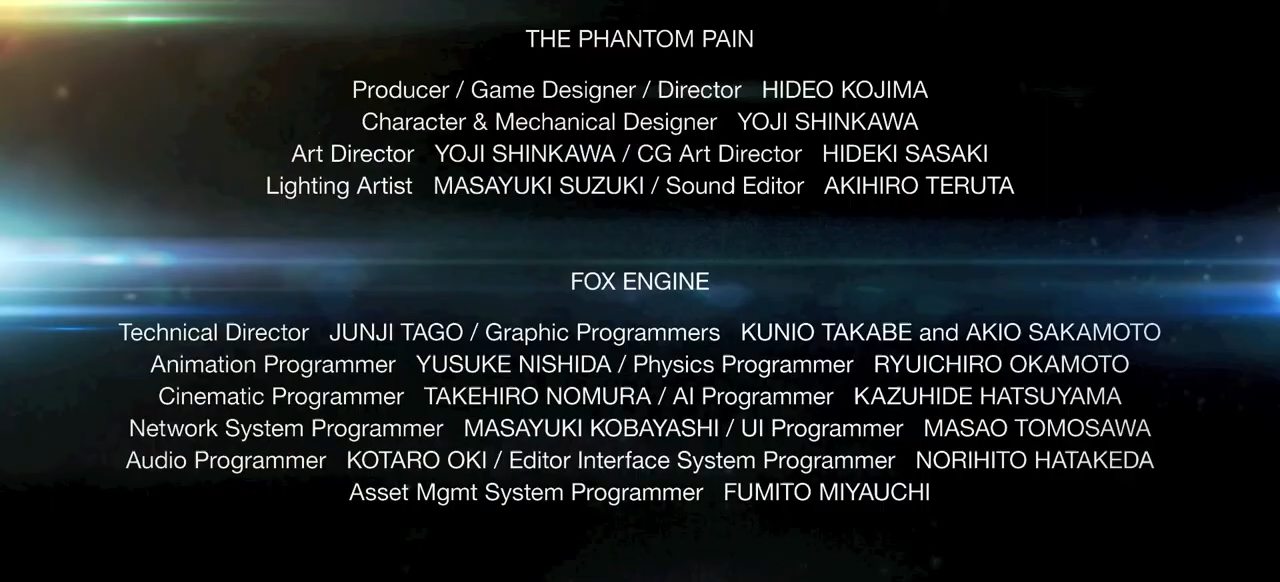 THE PHANTOM PAIN
Producer / Game Designer / Director HIDEO KOJIMA
Character & Mechanical Designer YOJI SHINKAWA
Art Director YOJI SHINKAWA / CG Art Director HIDEKI SASAKI
Lighting Artist MASAYUKI SUZUKI / Sound Editor AKIHIRO TERUTA
FOX ENGINE
Technical Director JUNJI TAGO / Graphic Programmers KUNIO TAKABE and AKIO SAKAMOTO
Animation Programmer YUSUKE NISHIDA / Physics Programmer RYUICHIRO OKAMOTO
Cinematic Programmer TAKEHIRO NOMURA / AI Programmer KAZUHIDE HATSUYAMA
Network System Programmer MASAYUKI KOBAYASHI / UI Programmer MASAO TOMOSAWA
Audio Programmer KOTARO OKI / Editor Interface System Programmer NORIHITO HATAKEDA
Asset Mgmt System Programmer FUMITO MIYAUCHI